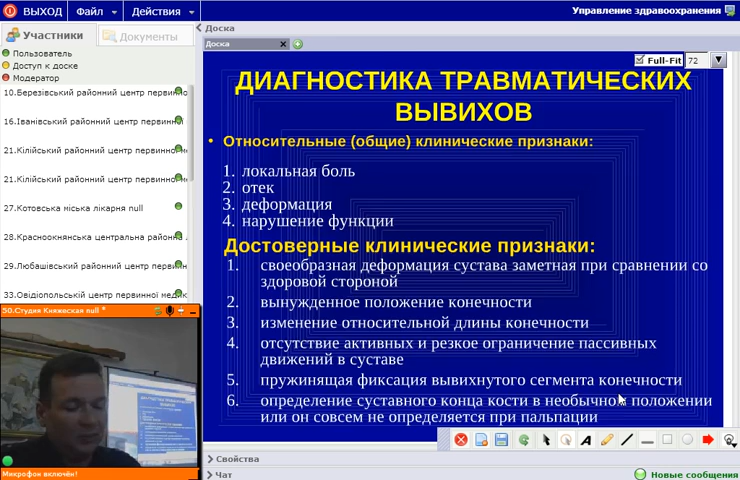 ВЫХОД Файл Действия Управление здравоохранения
Участники Документы
Пользователь
Доступ к доске
Модератор
10.Березівський районний центр первинно
16.Іванівський районний центр первинної
21.Кілійський районний центр первинної
21.Кілійський районний центр первинної
27.Котовська міська лікарня null
28.Красноокнянська центральна районн
29.Любашівський районний центр первинн
33.Овідіопольській центр первинної медик
50.Студия Княжеская null *
Микрофон включён!
Доска
Доска
Full-Fit 72
ДИАГНОСТИКА ТРАВМАТИЧЕСКИХ
ВЫВИХОВ
• Относительные (общие) клинические признаки:
1. локальная боль
2. отек
3. деформация
4. нарушение функции
Достоверные клинические признаки:
1. своеобразная деформация сустава заметная при сравнении со
здоровой стороной
2. вынужденное положение конечности
3. изменение относительной длины конечности
4. отсутствие активных и резкое ограничение пассивных
движений в суставе
5. пружинящая фиксация вывихнутого сегмента конечности
6. определение суставного конца кости в необычном положении
или он совсем не определяется при пальпации
Свойства
Чат
Новые сообщения